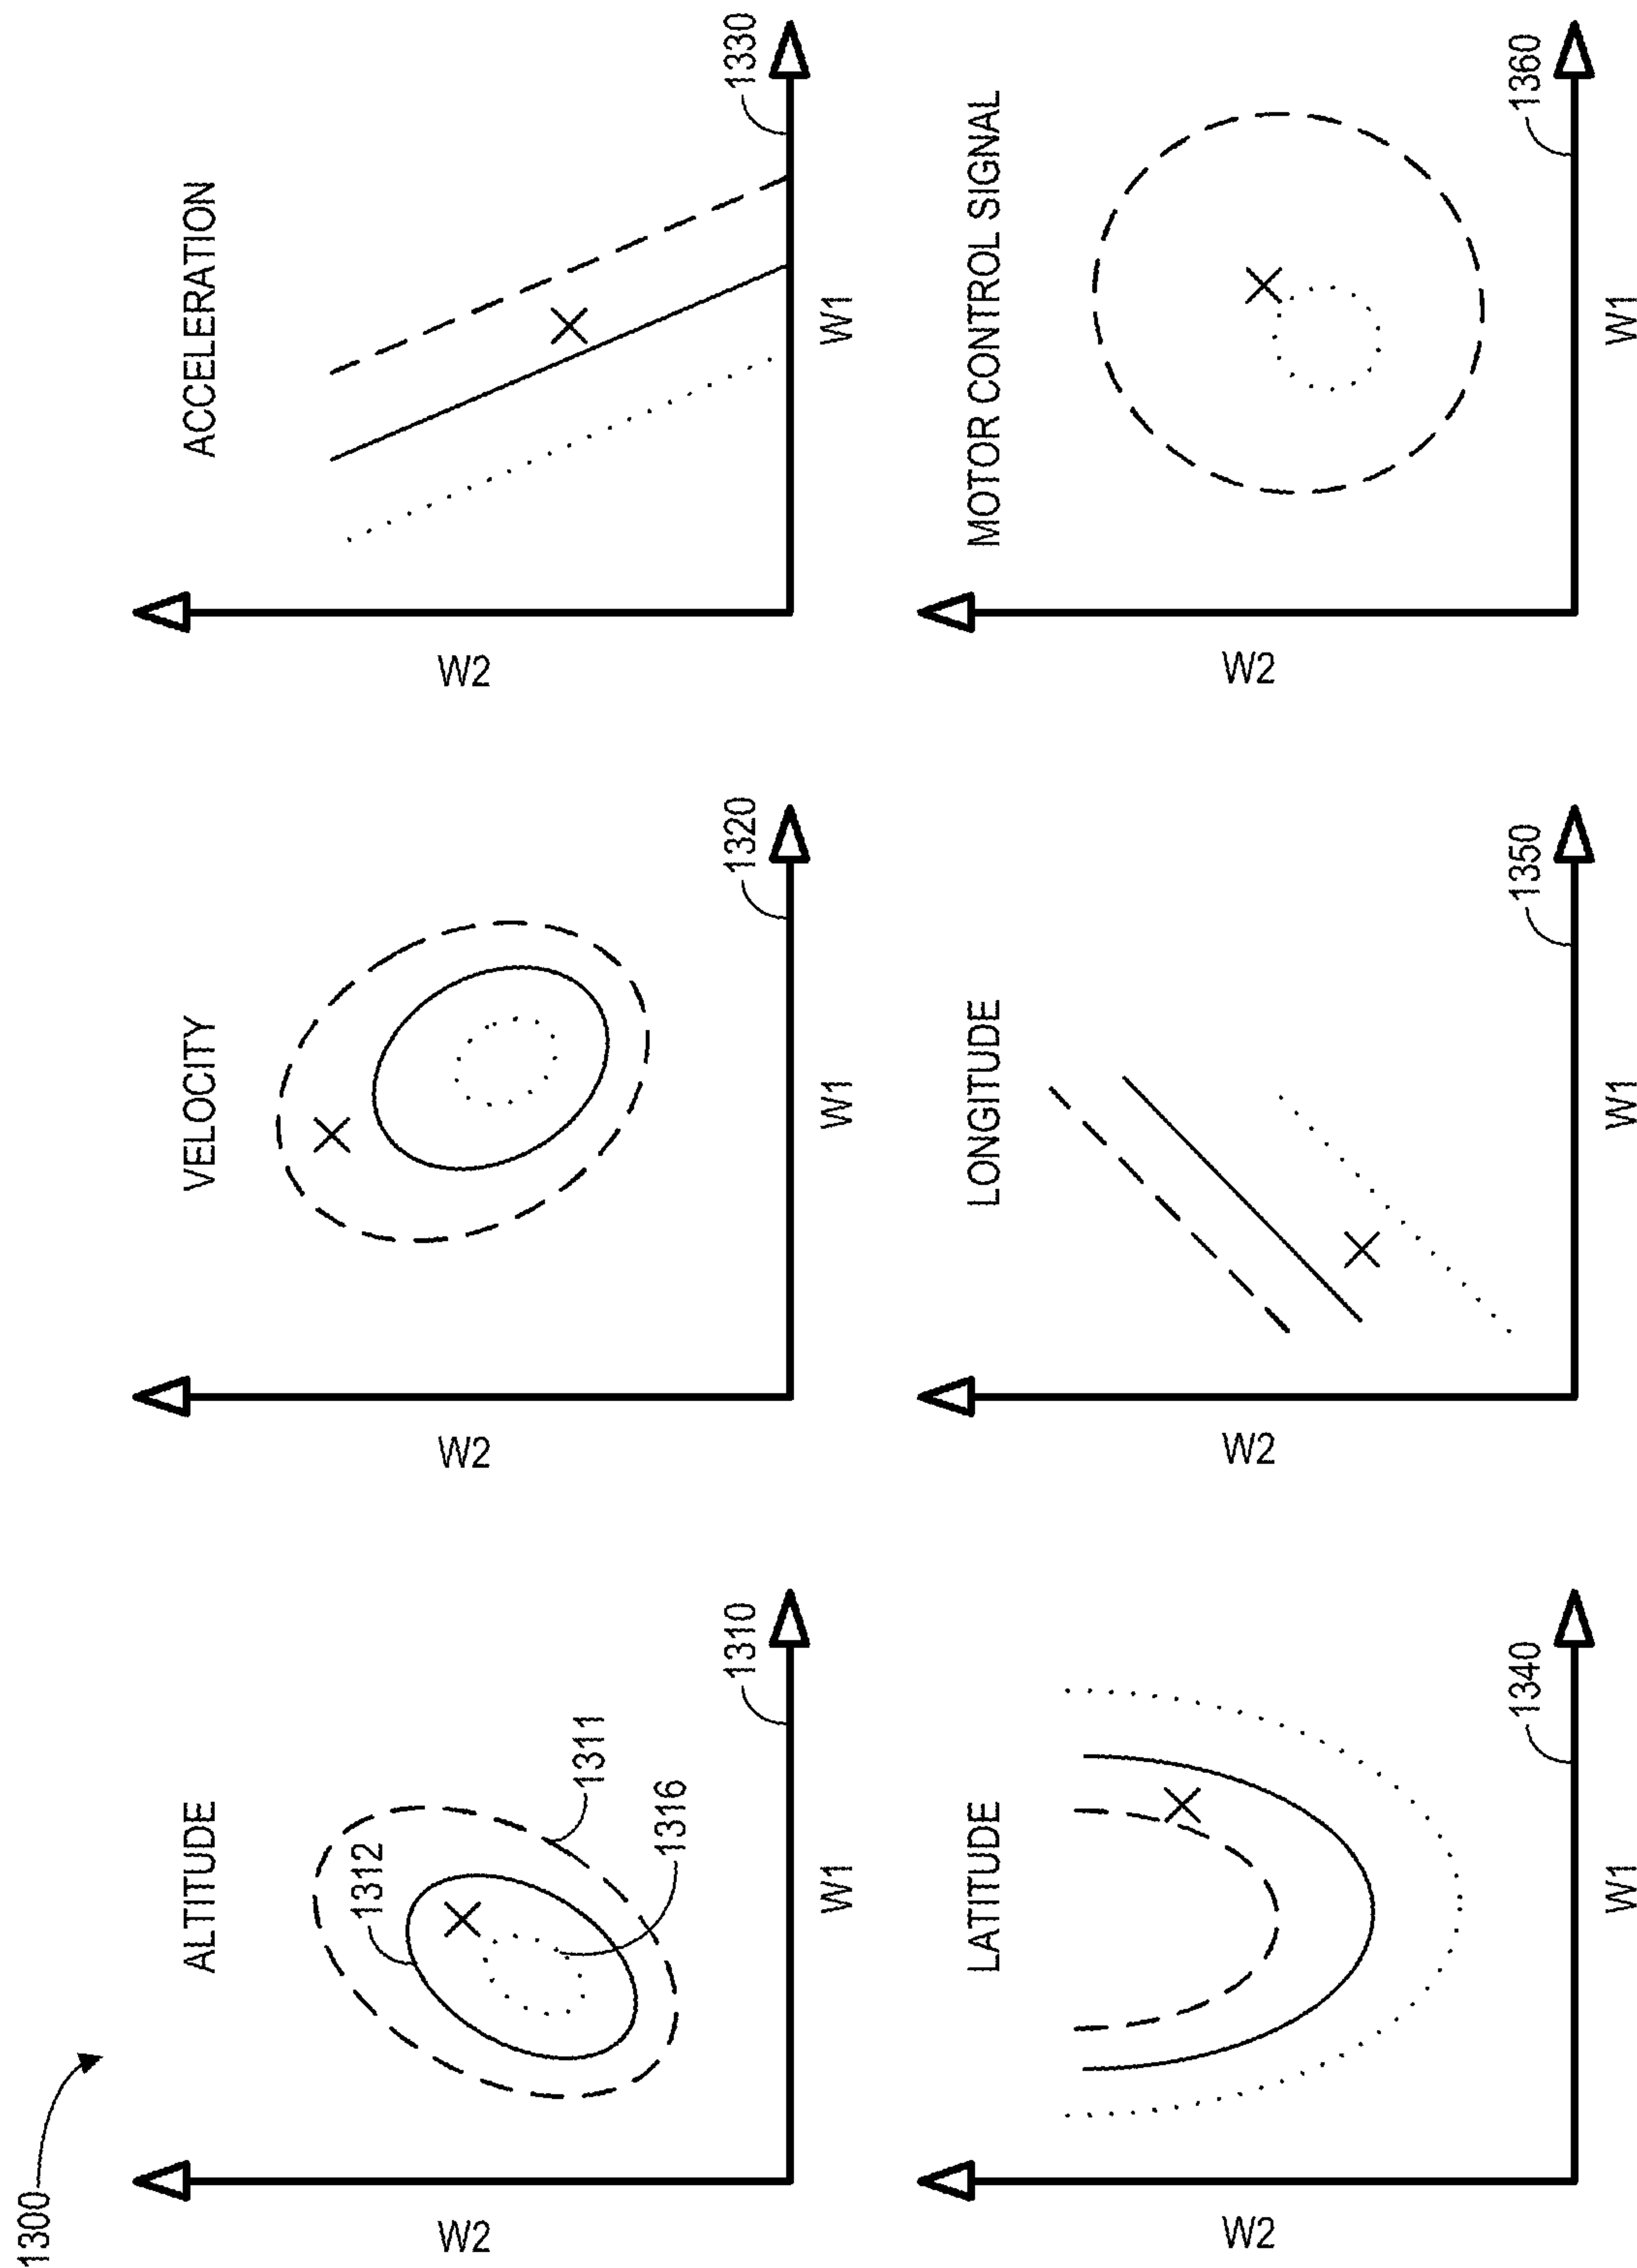 1300
ALTITUDE
1312
1311
1316
1310
W2
W1
VELOCITY
1320
W2
W1
ACCELERATION
1330
W2
W1
LATITUDE
1340
W2
W1
LONGITUDE
1350
W2
W1
MOTOR CONTROL SIGNAL
1360
W2
W1